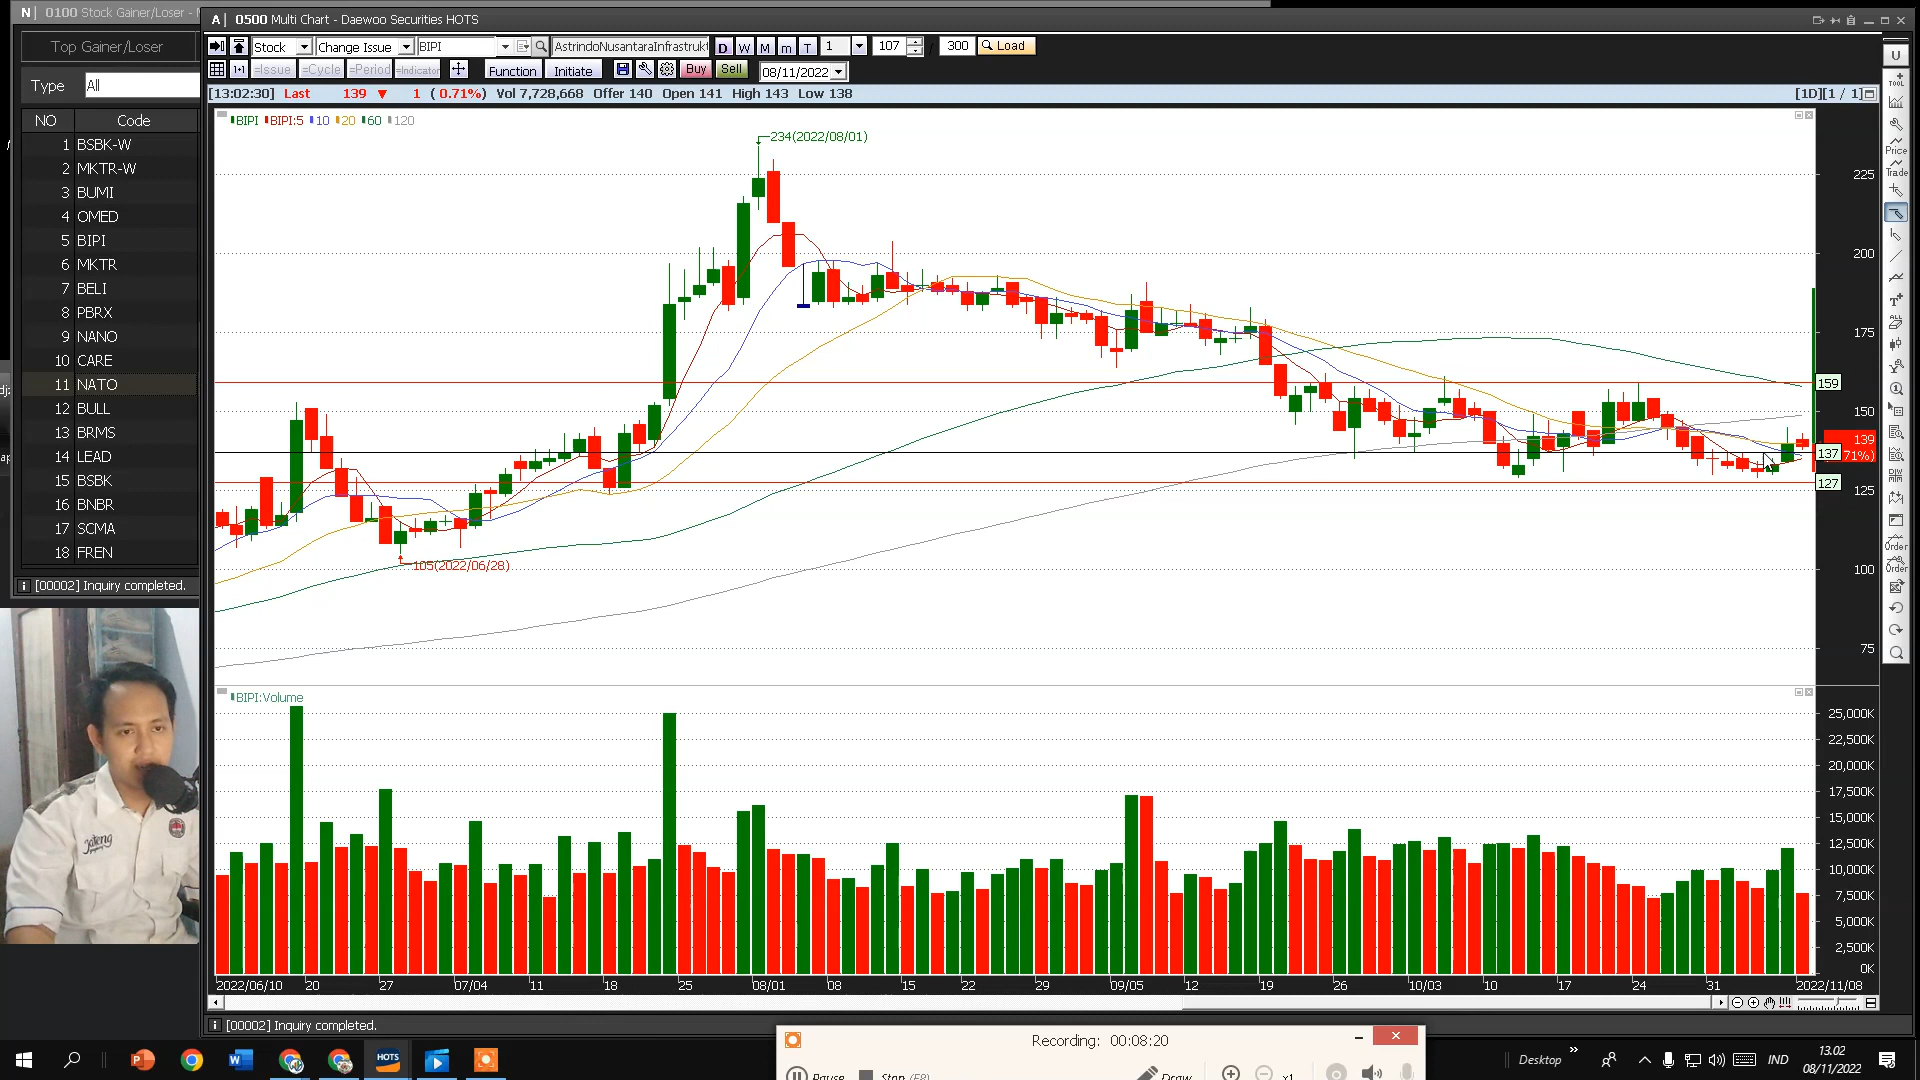 N| 0100 Stock Gainer/Loser -
A| 0500 Multi Chart - Daewoo Securities HOTS
Top Gainer/Loser
Type All
NO Code
1 BSBK-W
2 MKTR-W
3 BUMI
4 OMED
5 BIPI
6 MKTR
7 BELI
8 PBRX
9 NANO
10 CARE
11 NATO
12 BULL
13 BRMS
14 LEAD
15 BSBK
16 BNBR
17 SCMA
18 FREN
[00002] Inquiry completed.
Stock Change Issue BIPI AstrindoNusantaraInfrastrukt D W M m T 1 107 / 300 Load
1·1 =Issue =Cycle =Period =Indicator Function Initiate Buy Sell 08/11/2022
[13:02:30] Last 139 ▼ 1 ( 0.71%) Vol 7,728,668 Offer 140 Open 141 High 143 Low 138 [1D][1 / 1]
BIPI BIPI:5 10 20 60 120
234(2022/08/01)
105(2022/06/28)
225
200
175
159
150
139
137 71%)
127
125
100
75
BIPI:Volume
25,000K
22,500K
20,000K
17,500K
15,000K
12,500K
10,000K
7,500K
5,000K
2,500K
0K
2022/06/10 20 27 07/04 11 18 25 08/01 08 15 22 29 09/05 12 19 26 10/03 10 17 24 31 2022/11/08
[00002] Inquiry completed.
U
TOOL
Price
Trade
ALL
Order
Order
Jateng
Recording: 00:08:20
Pause Stop (F8) Draw x1
HOTS
Desktop
IND
13.02
08/11/2022